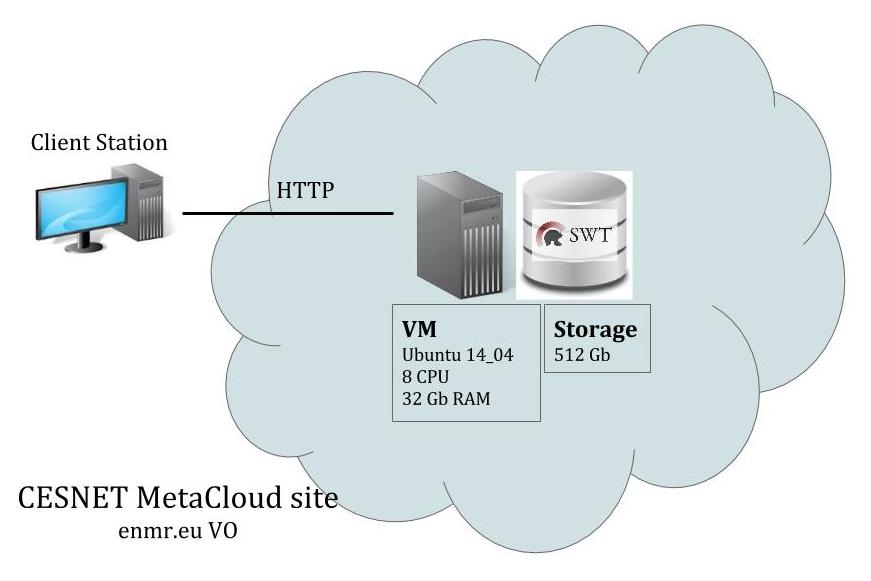 Client Station
HTTP
SWT
VM
Ubuntu 14_04
8 CPU
32 Gb RAM
Storage
512 Gb
CESNET MetaCloud site
enmr.eu VO